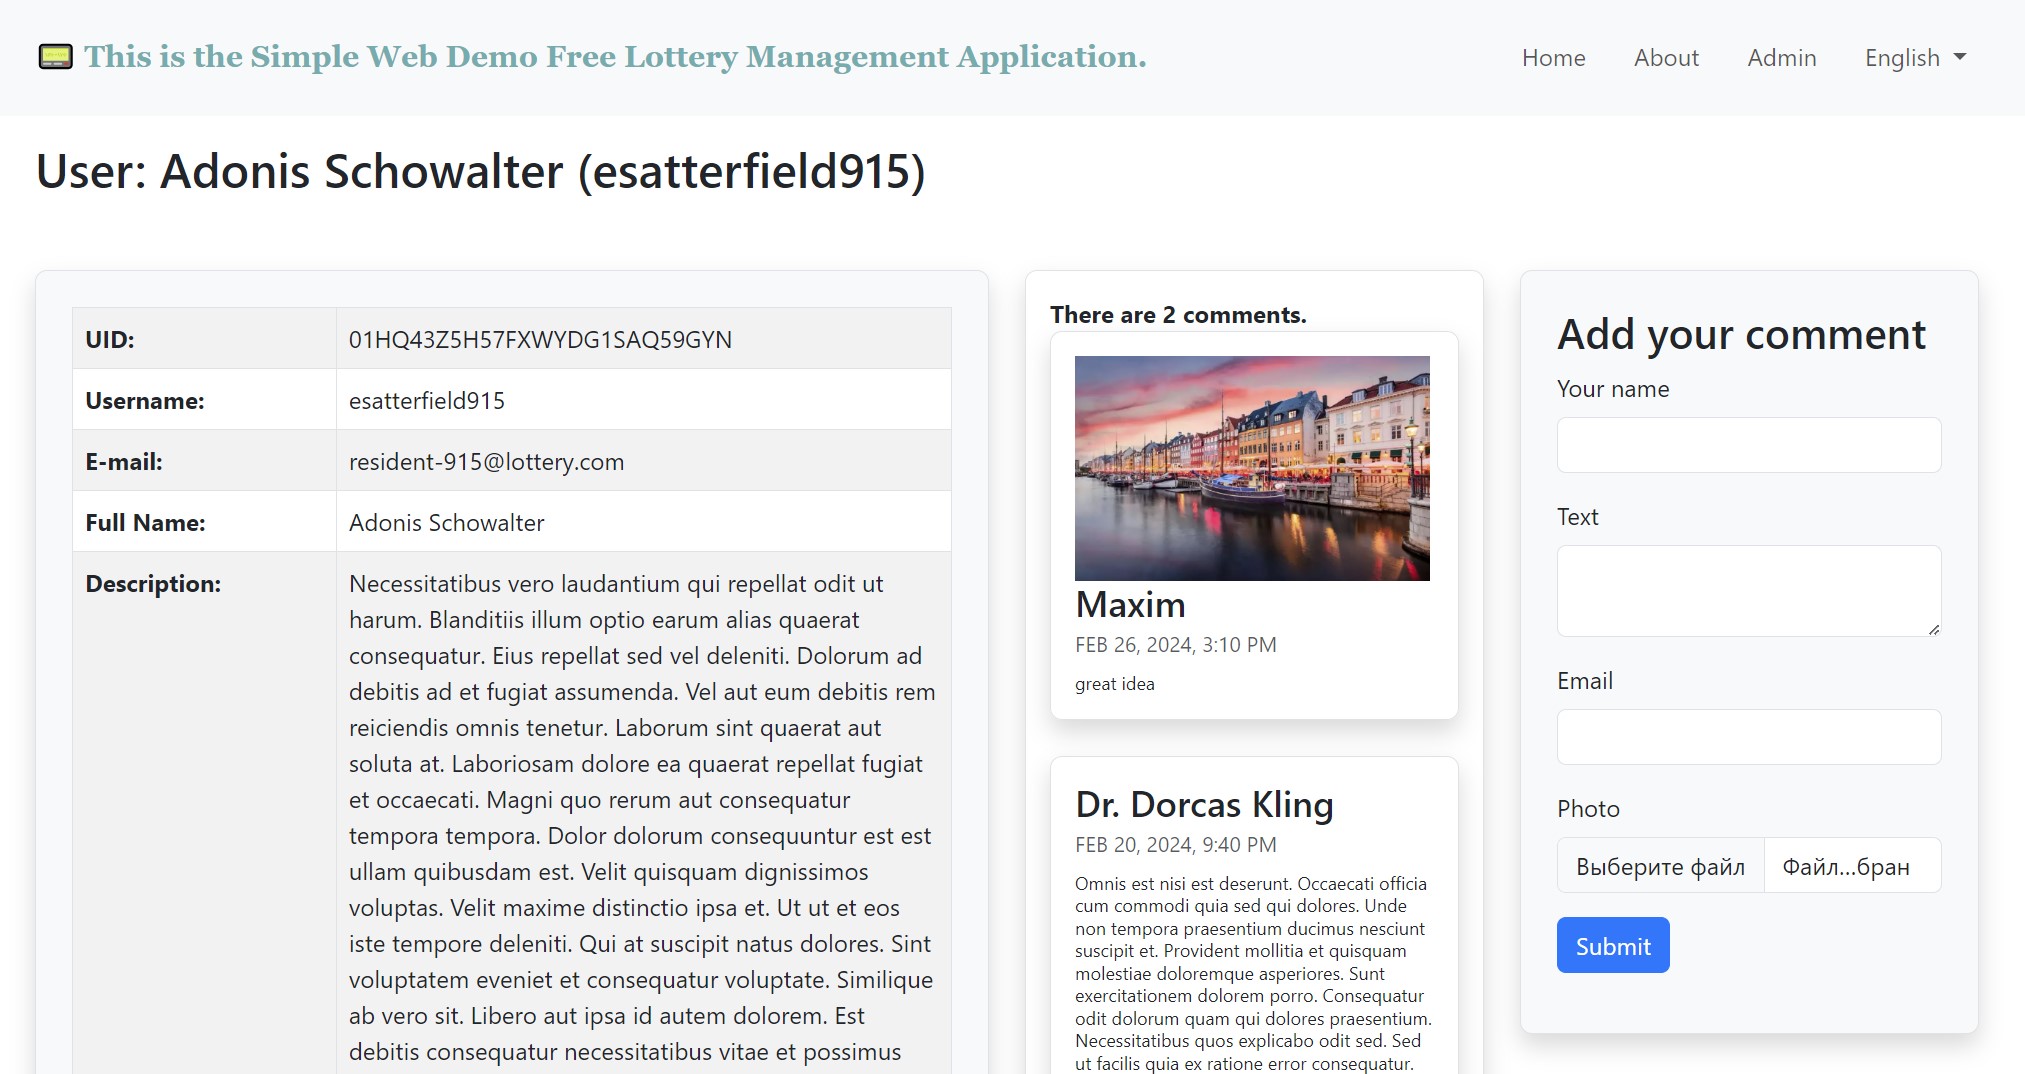 This is the Simple Web Demo Free Lottery Management Application.
Home
About
Admin
English
User: Adonis Schowalter (esatterfield915)
UID: 01HQ43Z5H57FXWYDG1SAQ59GYN
Username: esatterfield915
E-mail: resident-915@lottery.com
Full Name: Adonis Schowalter
Description: Necessitatibus vero laudantium qui repellat odit ut
harum. Blanditiis illum optio earum alias quaerat
consequatur. Eius repellat sed vel deleniti. Dolorum ad
debitis ad et fugiat assumenda. Vel aut eum debitis rem
reiciendis omnis tenetur. Laborum sint quaerat aut
soluta at. Laboriosam dolore ea quaerat repellat fugiat
et occaecati. Magni quo rerum aut consequatur
tempora tempora. Dolor dolorum consequuntur est est
ullam quibusdam est. Velit quisquam dignissimos
voluptas. Velit maxime distinctio ipsa et. Ut ut et eos
iste tempore deleniti. Qui at suscipit natus dolores. Sint
voluptatem eveniet et consequatur voluptate. Similique
ab vero sit. Libero aut ipsa id autem dolorem. Est
debitis consequatur necessitatibus vitae et possimus
There are 2 comments.
Maxim
FEB 26, 2024, 3:10 PM
great idea
Dr. Dorcas Kling
FEB 20, 2024, 9:40 PM
Omnis est nisi est deserunt. Occaecati officia
cum commodi quia sed qui dolores. Unde
non tempora praesentium ducimus nesciunt
suscipit et. Provident mollitia et quisquam
molestiae doloremque asperiores. Sunt
exercitationem dolorem porro. Consequatur
odit dolorum quam qui dolores praesentium.
Necessitatibus quos explicabo odit sed. Sed
ut facilis quia ex ratione error consequatur.
Add your comment
Your name
Text
Email
Photo
Выберите файл
Файл...бран
Submit